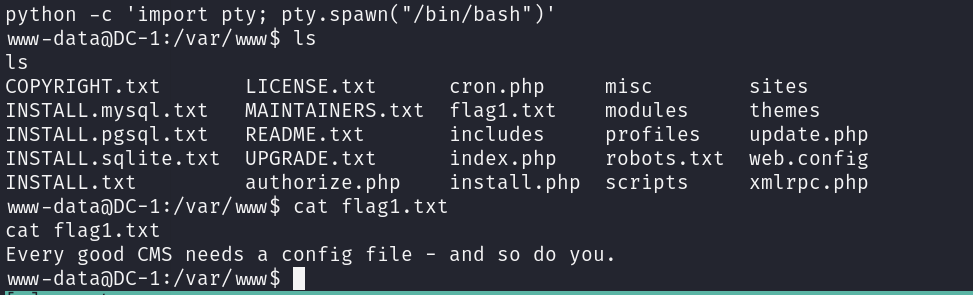 python -c 'import pty; pty.spawn("/bin/bash")'
www-data@DC-1:/var/www$ ls
ls
COPYRIGHT.txt LICENSE.txt cron.php misc sites
INSTALL.mysql.txt MAINTAINERS.txt flag1.txt modules themes
INSTALL.pgsql.txt README.txt includes profiles update.php
INSTALL.sqlite.txt UPGRADE.txt index.php robots.txt web.config
INSTALL.txt authorize.php install.php scripts xmlrpc.php
www-data@DC-1:/var/www$ cat flag1.txt
cat flag1.txt
Every good CMS needs a config file - and so do you.
www-data@DC-1:/var/www$